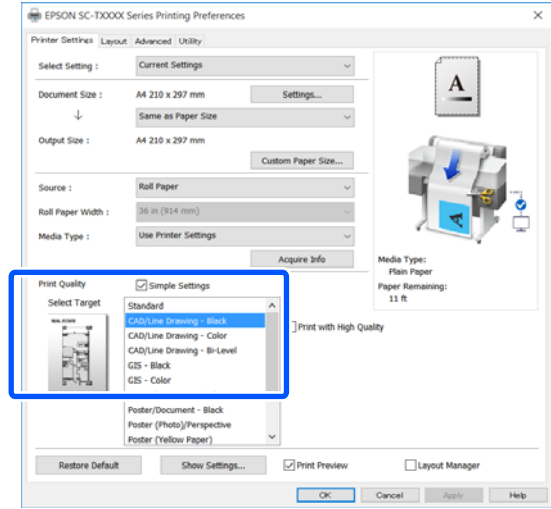 EPSON SC-TXXXX Series Printing Preferences
Printer Settings Layout Advanced Utility
Select Setting : Current Settings
Document Size : A4 210 x 297 mm Settings...
Same as Paper Size
Output Size : A4 210 x 297 mm
Custom Paper Size...
Source : Roll Paper
Roll Paper Width : 36 in (914 mm)
Media Type : Use Printer Settings
Acquire Info
A
Media Type:
Plain Paper
Paper Remaining:
11 ft
Print Quality Simple Settings
Select Target
REAL ESTATE
Standard
CAD/Line Drawing - Black
CAD/Line Drawing - Color
CAD/Line Drawing - Bi-Level
GIS - Black
GIS - Color
Poster/Document - Black
Poster (Photo)/Perspective
Poster (Yellow Paper)
Print with High Quality
Restore Default Show Settings... Print Preview Layout Manager
OK Cancel Apply Help